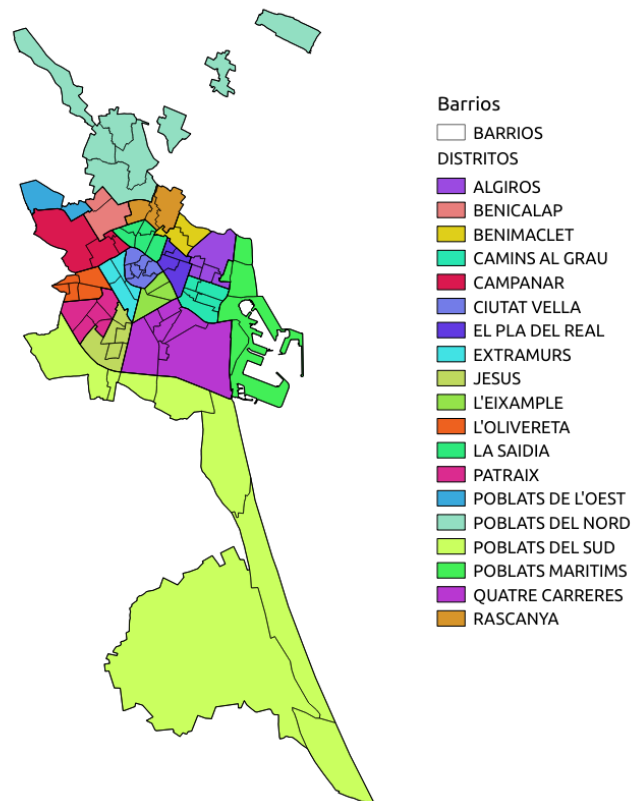 Barrios
BARRIOS
DISTRITOS
ALGIROS
BENICALAP
BENIMACLET
CAMINS AL GRAU
CAMPANAR
CIUTAT VELLA
EL PLA DEL REAL
EXTRAMURS
JESUS
L'EIXAMPLE
L'OLIVERETA
LA SAIDIA
PATRAIX
POBLATS DE L'OEST
POBLATS DEL NORD
POBLATS DEL SUD
POBLATS MARITIMS
QUATRE CARRERES
RASCANYA